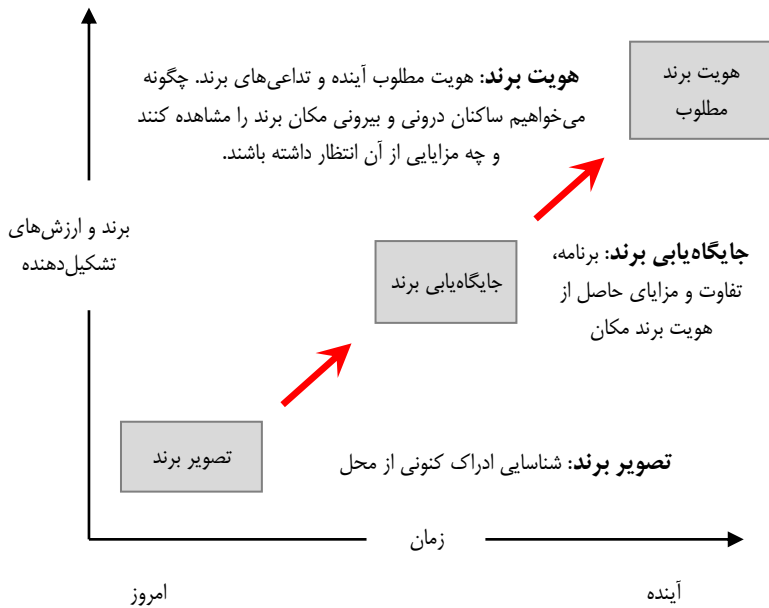 هویت برند
مطلوب
هویت برند: هویت مطلوب آینده و تداعی‌های برند. چگونه
می‌خواهیم ساکنان درونی و بیرونی مکان برند را مشاهده کنند
و چه مزایایی از آن انتظار داشته باشند.
برند و ارزش‌های
تشکیل‌دهنده
جایگاه‌یابی برند
جایگاه‌یابی برند: برنامه،
تفاوت و مزایای حاصل از
هویت برند مکان
تصویر برند
تصویر برند: شناسایی ادراک کنونی از محل
زمان
امروز
آینده